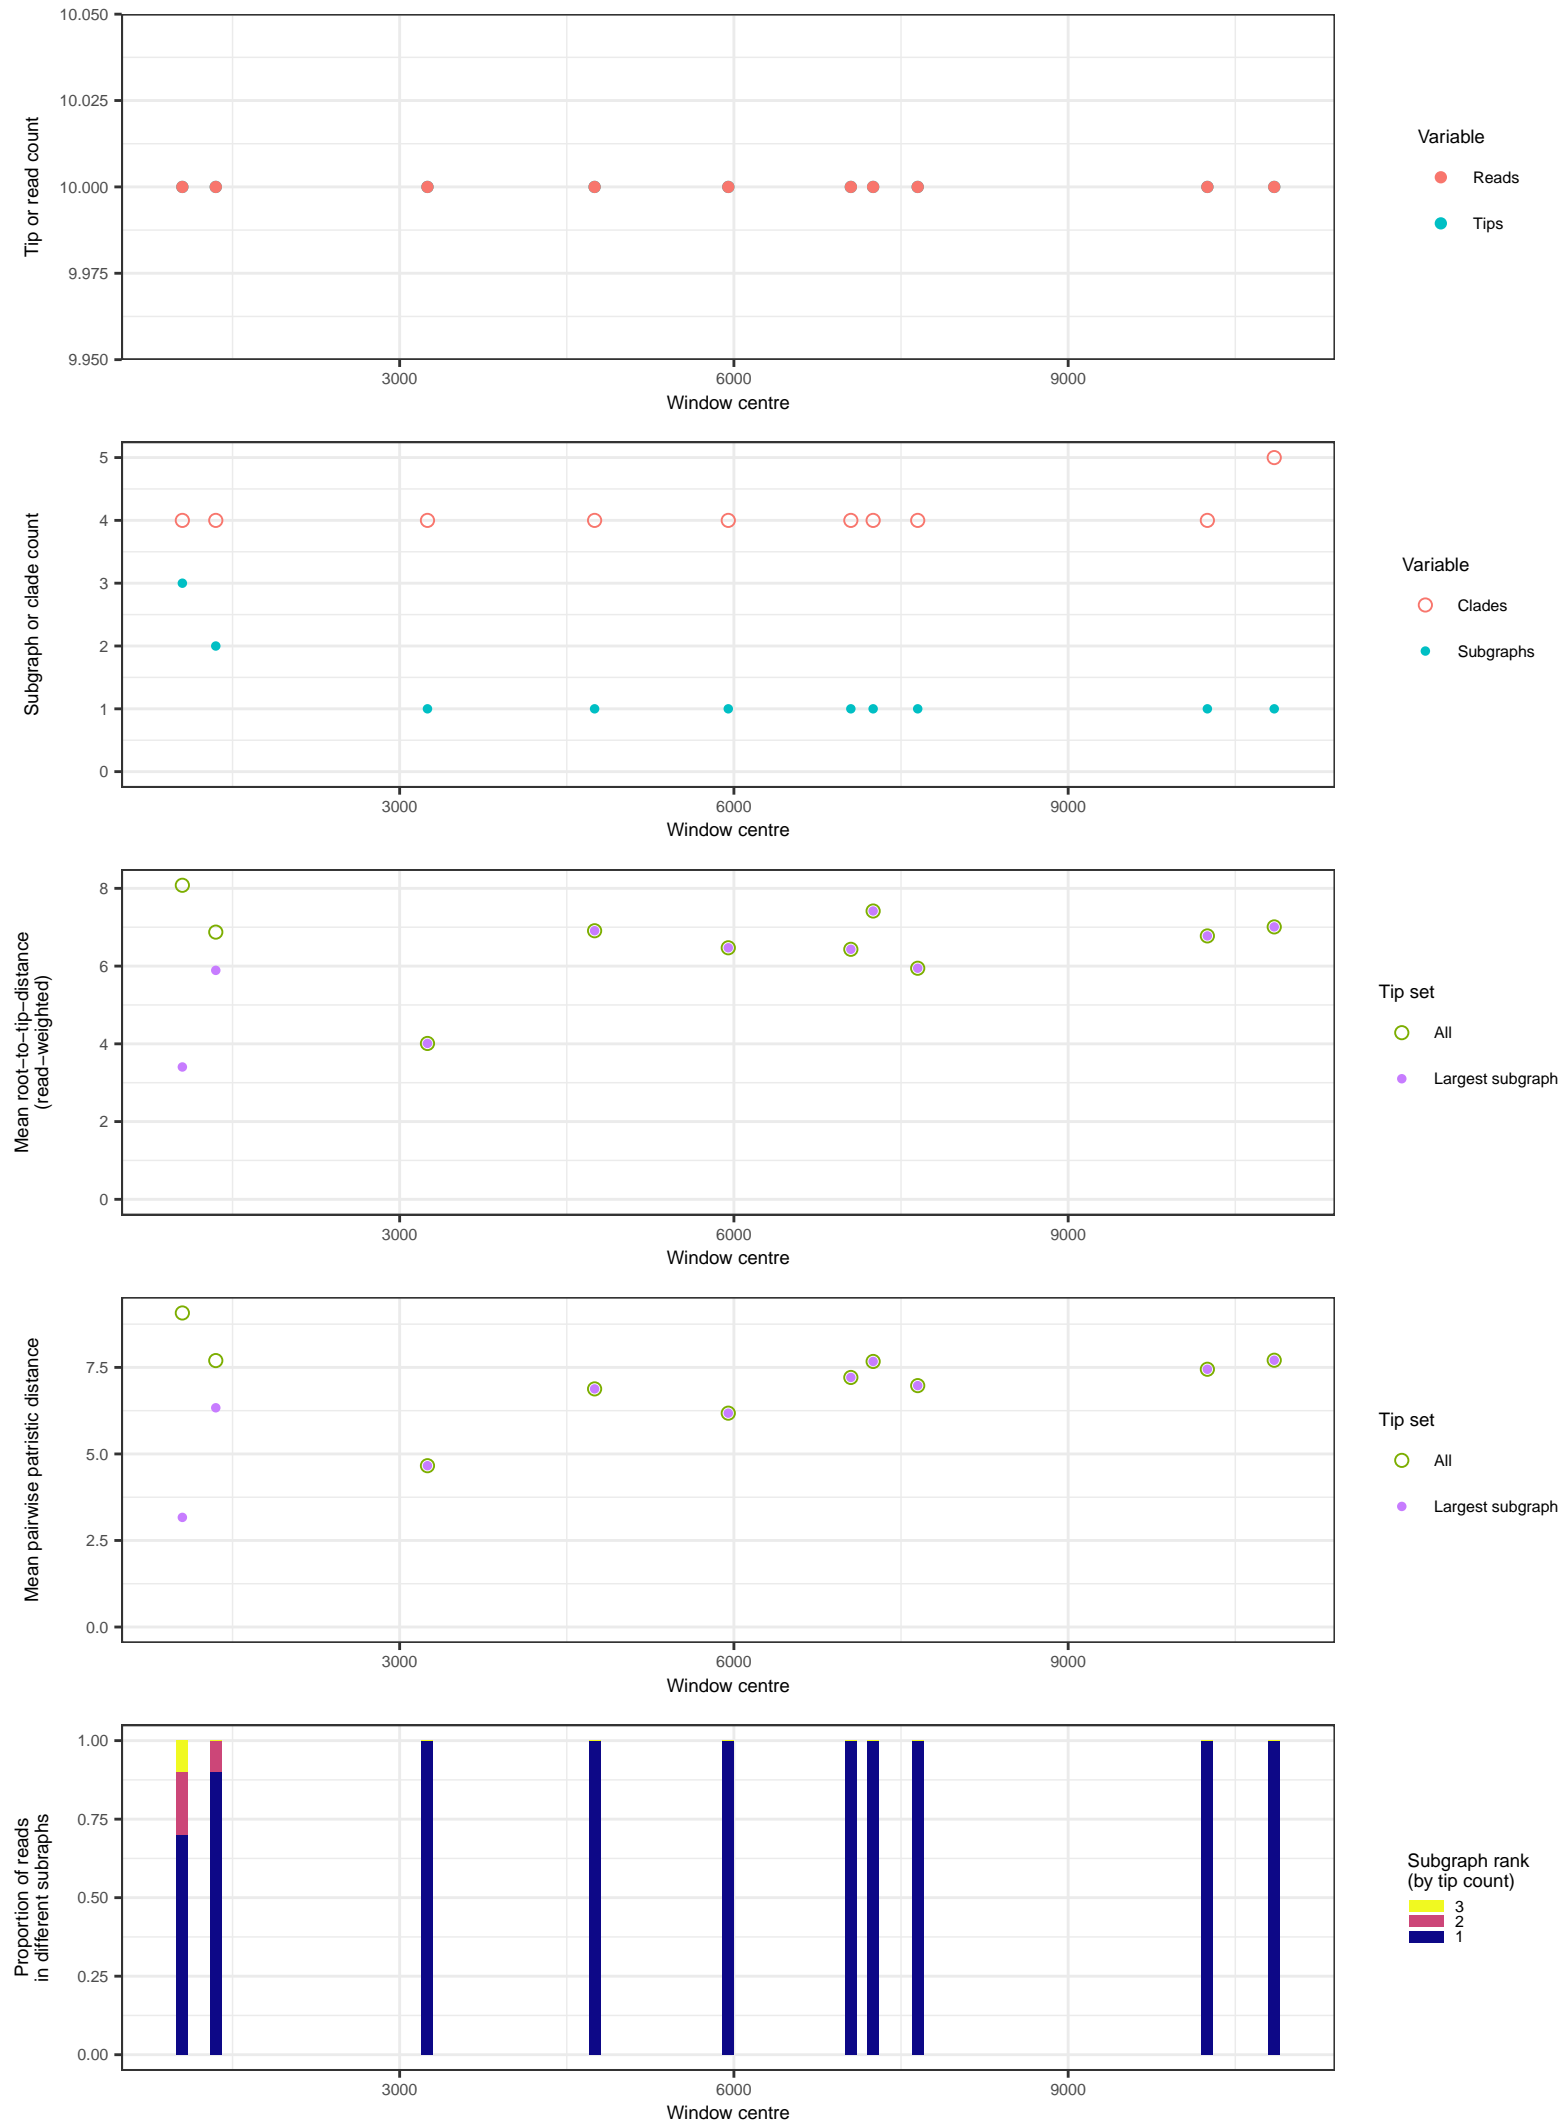 10.050
10.025
10.000
9.975
9.950
Tip or read count
3000
6000
9000
Window centre
Variable
Reads
Tips
5
4
3
2
1
0
Subgraph or clade count
3000
6000
9000
Window centre
Variable
Clades
Subgraphs
8
6
4
2
0
Mean root−to−tip−distance
(read−weighted)
3000
6000
9000
Window centre
Tip set
All
Largest subgraph
7.5
5.0
2.5
0.0
Mean pairwise patristic distance
3000
6000
9000
Window centre
Tip set
All
Largest subgraph
1.00
0.75
0.50
0.25
0.00
Proportion of reads
in different subraphs
3000
6000
9000
Window centre
Subgraph rank
(by tip count)
3
2
1